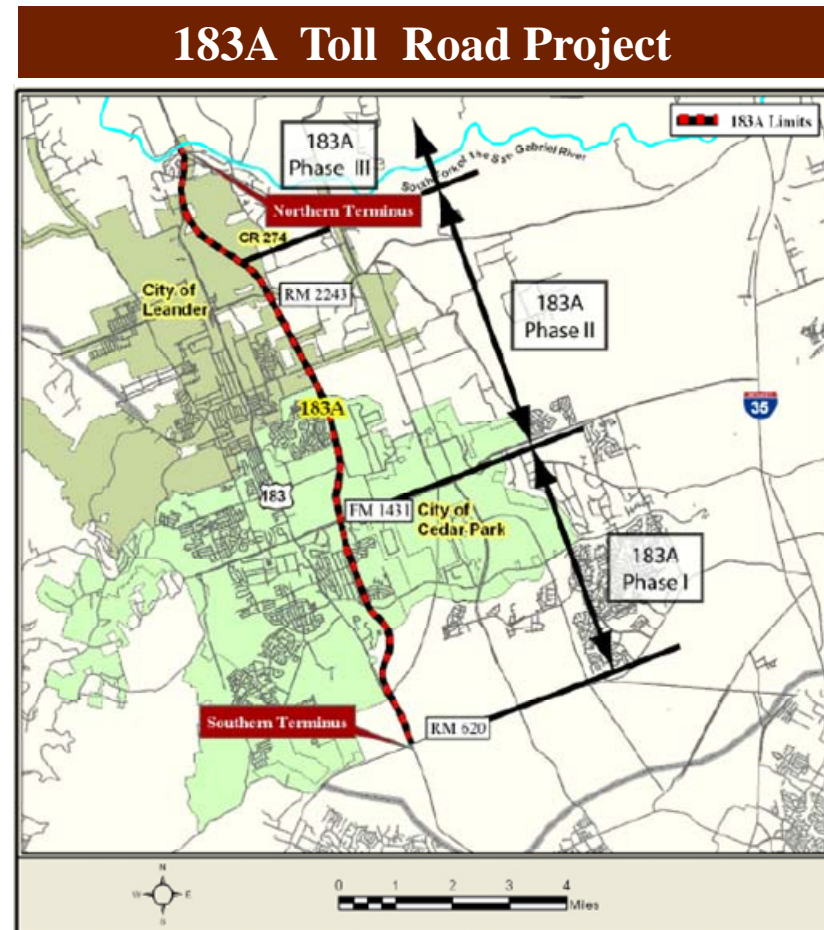 183A Toll Road Project
183A Limits
183A
Phase III
South Fork of the San Gabriel River
Northern Terminus
CR 274
City of
Leander
RM 2243
183A
Phase II
183A
35
183
FM 1431
City of
Cedar Park
183A
Phase I
Southern Terminus
RM 620
N
W
E
S
0 1 2 3 4
Miles